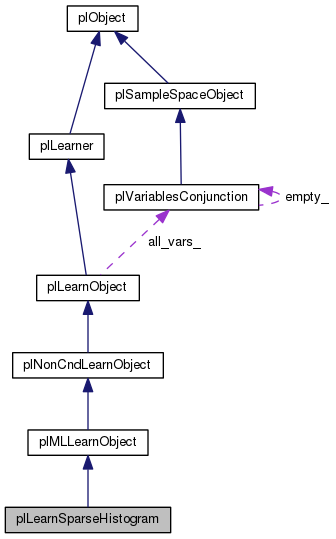 plObject
plSampleSpaceObject
plLearner
plVariablesConjunction
empty_
all_vars_
plLearnObject
plNonCndLearnObject
plMLLearnObject
plLearnSparseHistogram